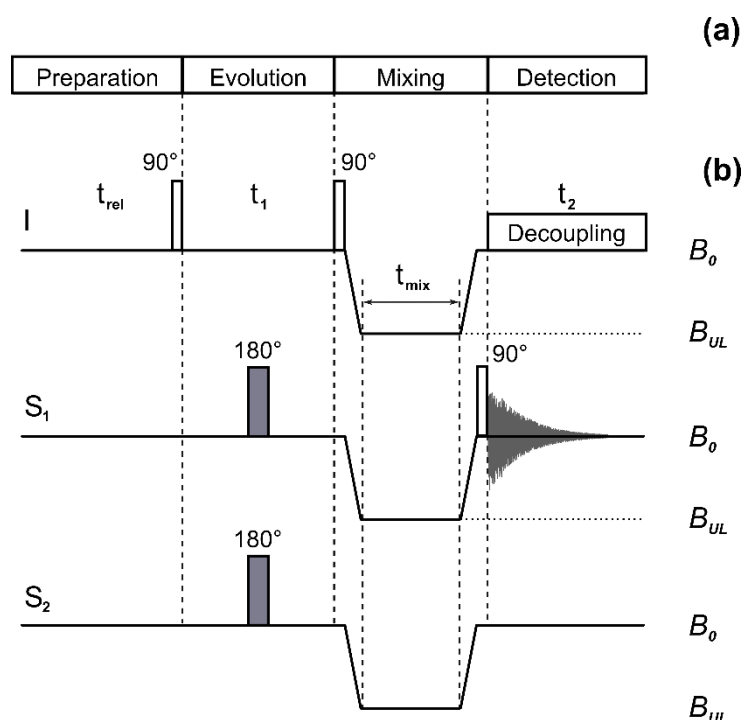 (a)
Preparation Evolution Mixing Detection
(b)
90° 90°
t_rel t_1 t_2
I Decoupling B_0
t_mix
B_UL
180° 90°
S_1 B_0
B_UL
180°
S_2 B_0
B_UL